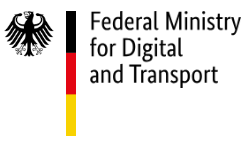 Federal Ministry
for Digital
and Transport